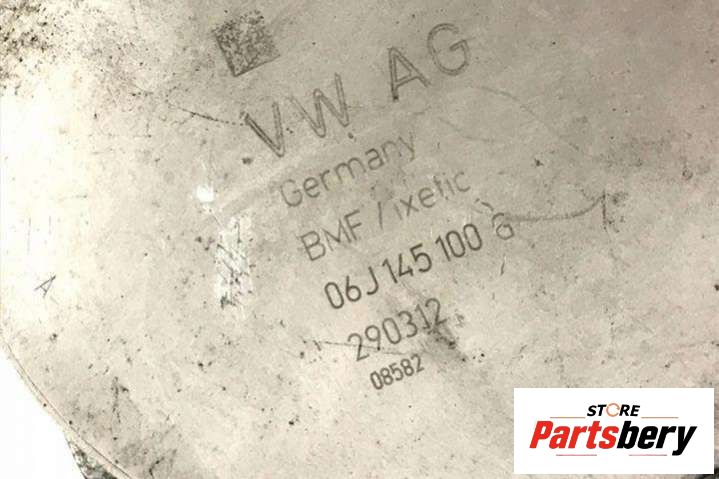 VW AG
Germany
BMF / ixetic
06J 145 100 G
290312
08582
A
STORE
Partsbery